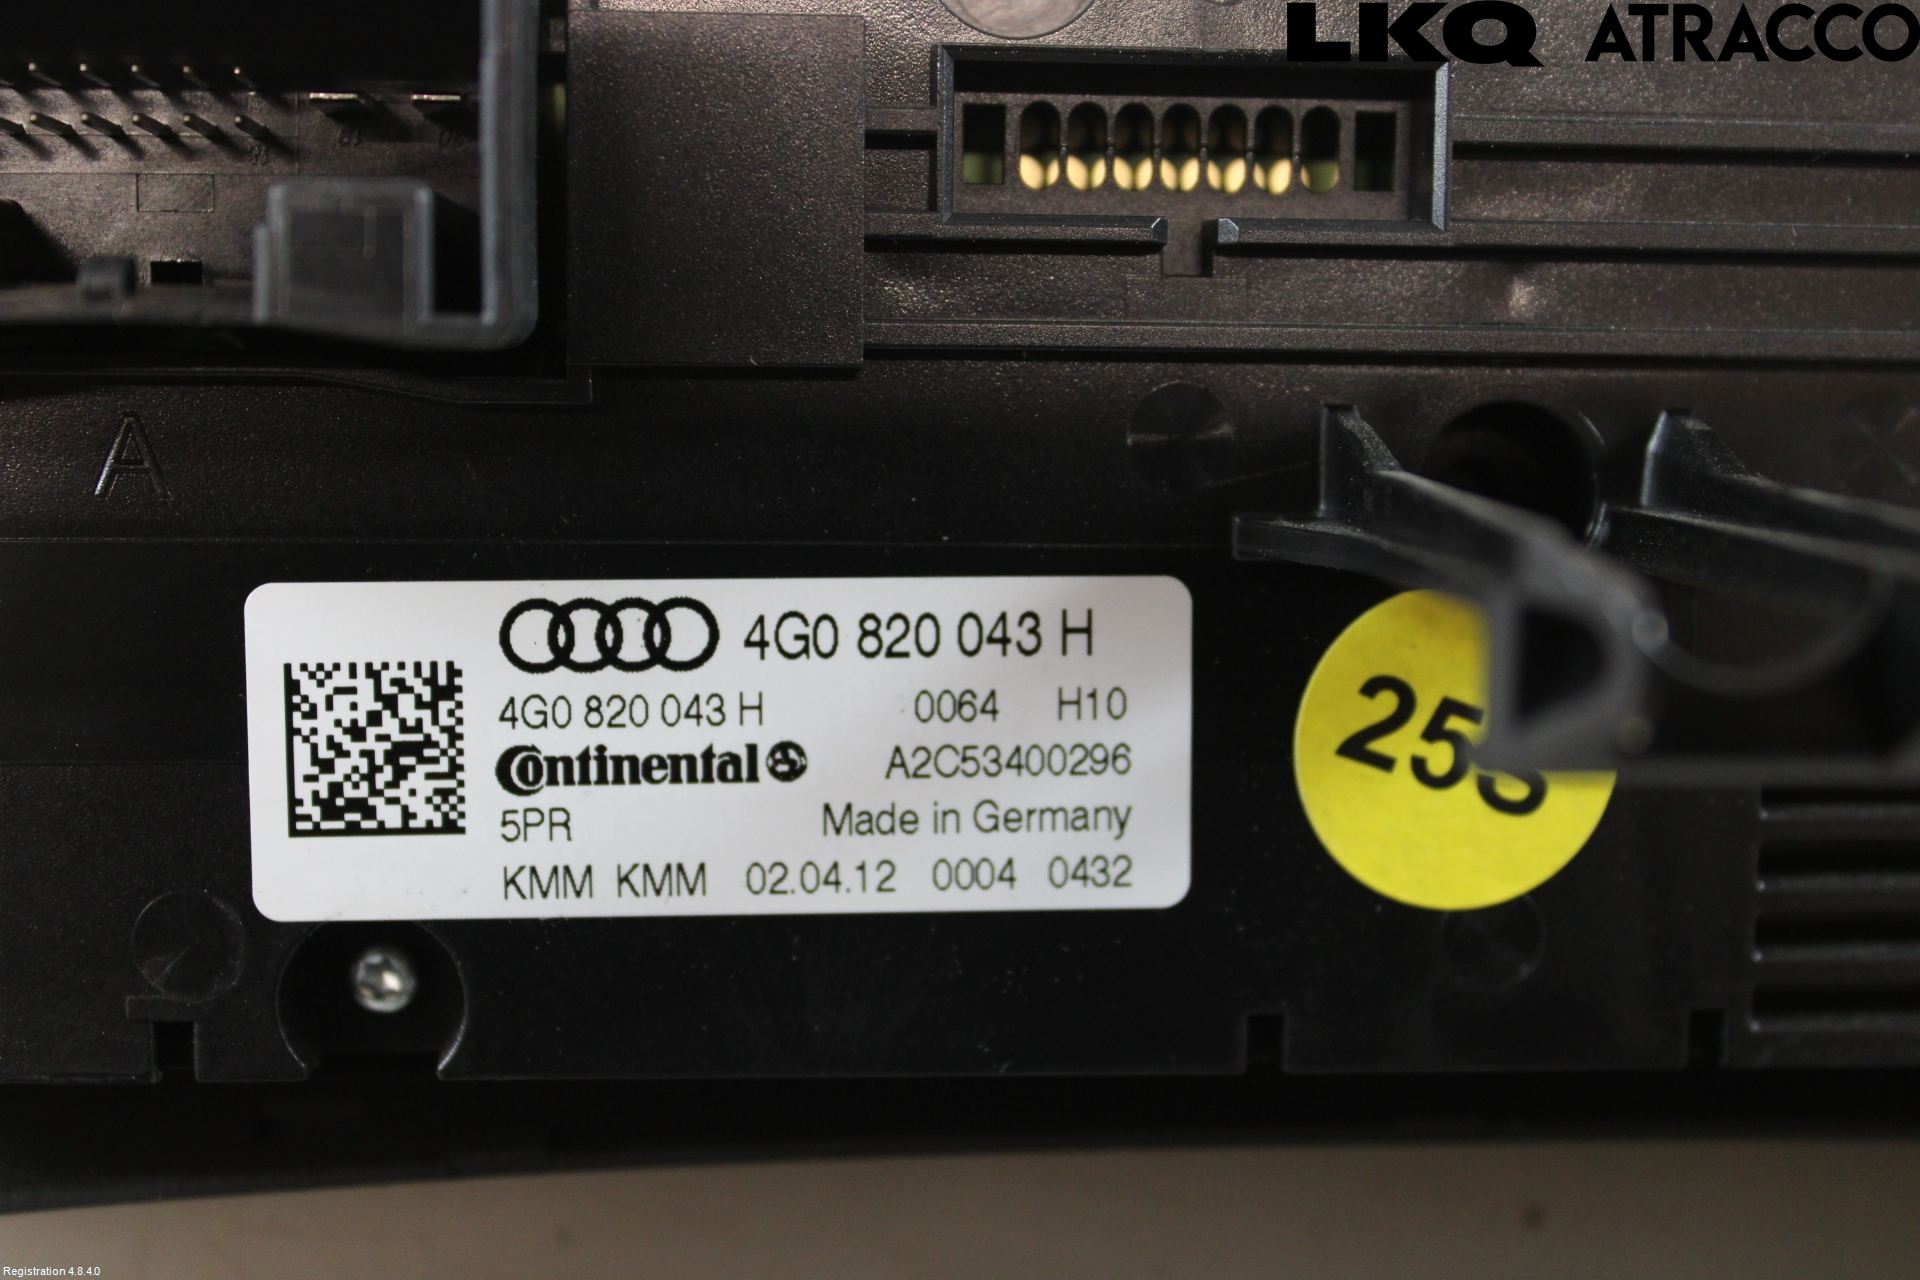 LKQ ATRACCO
18
A
4G0 820 043 H
4G0 820 043 H 0064 H10
Continental A2C53400296
5PR Made in Germany
KMM KMM 02.04.12 0004 0432
Registration 4.8.4.0